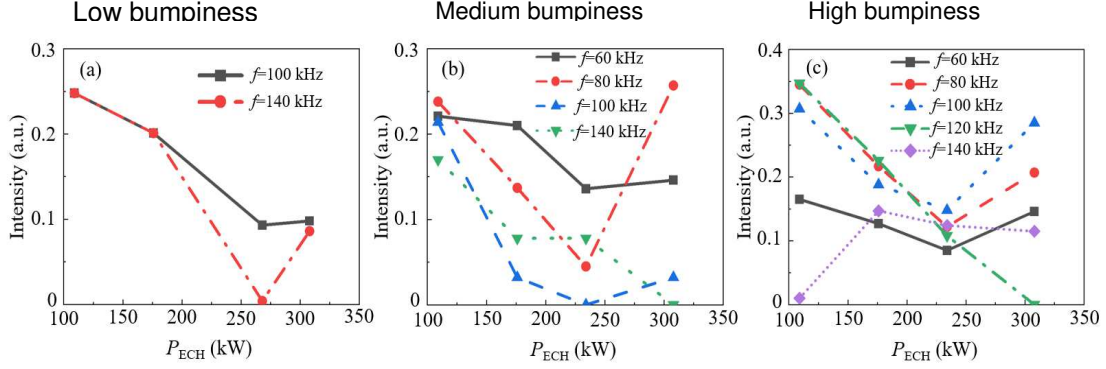 Low bumpiness
Medium bumpiness
High bumpiness
(a)
f=100 kHz
f=140 kHz
Intensity (a.u.)
0.3
0.2
0.1
0
100 150 200 250 300 350
P_ECH (kW)
(b)
f=60 kHz
f=80 kHz
f=100 kHz
f=140 kHz
Intensity (a.u.)
0.3
0.2
0.1
0
100 150 200 250 300 350
P_ECH (kW)
(c)
f=60 kHz
f=80 kHz
f=100 kHz
f=120 kHz
f=140 kHz
Intensity (a.u.)
0.4
0.3
0.2
0.1
0
100 150 200 250 300 350
P_ECH (kW)